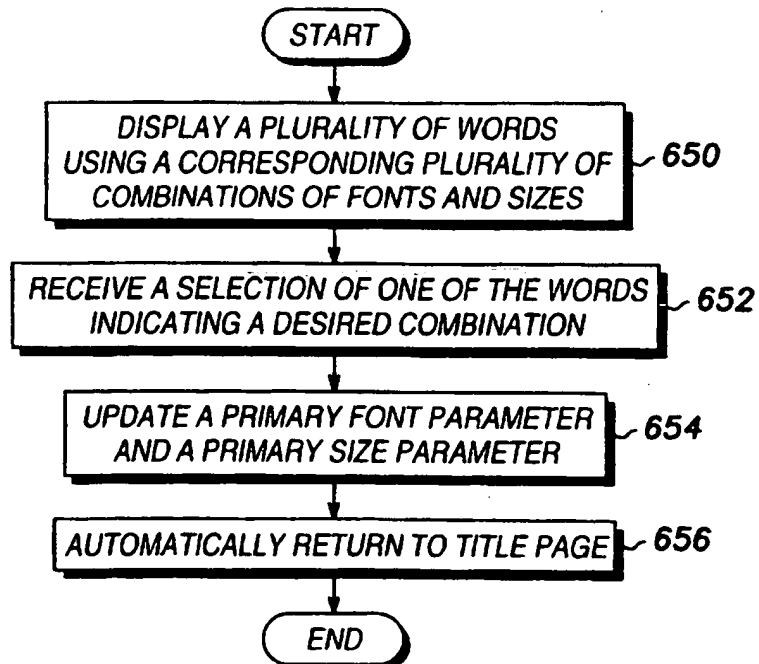 START
DISPLAY A PLURALITY OF WORDS
USING A CORRESPONDING PLURALITY OF
COMBINATIONS OF FONTS AND SIZES
650
RECEIVE A SELECTION OF ONE OF THE WORDS
INDICATING A DESIRED COMBINATION
652
UPDATE A PRIMARY FONT PARAMETER
AND A PRIMARY SIZE PARAMETER
654
AUTOMATICALLY RETURN TO TITLE PAGE
656
END